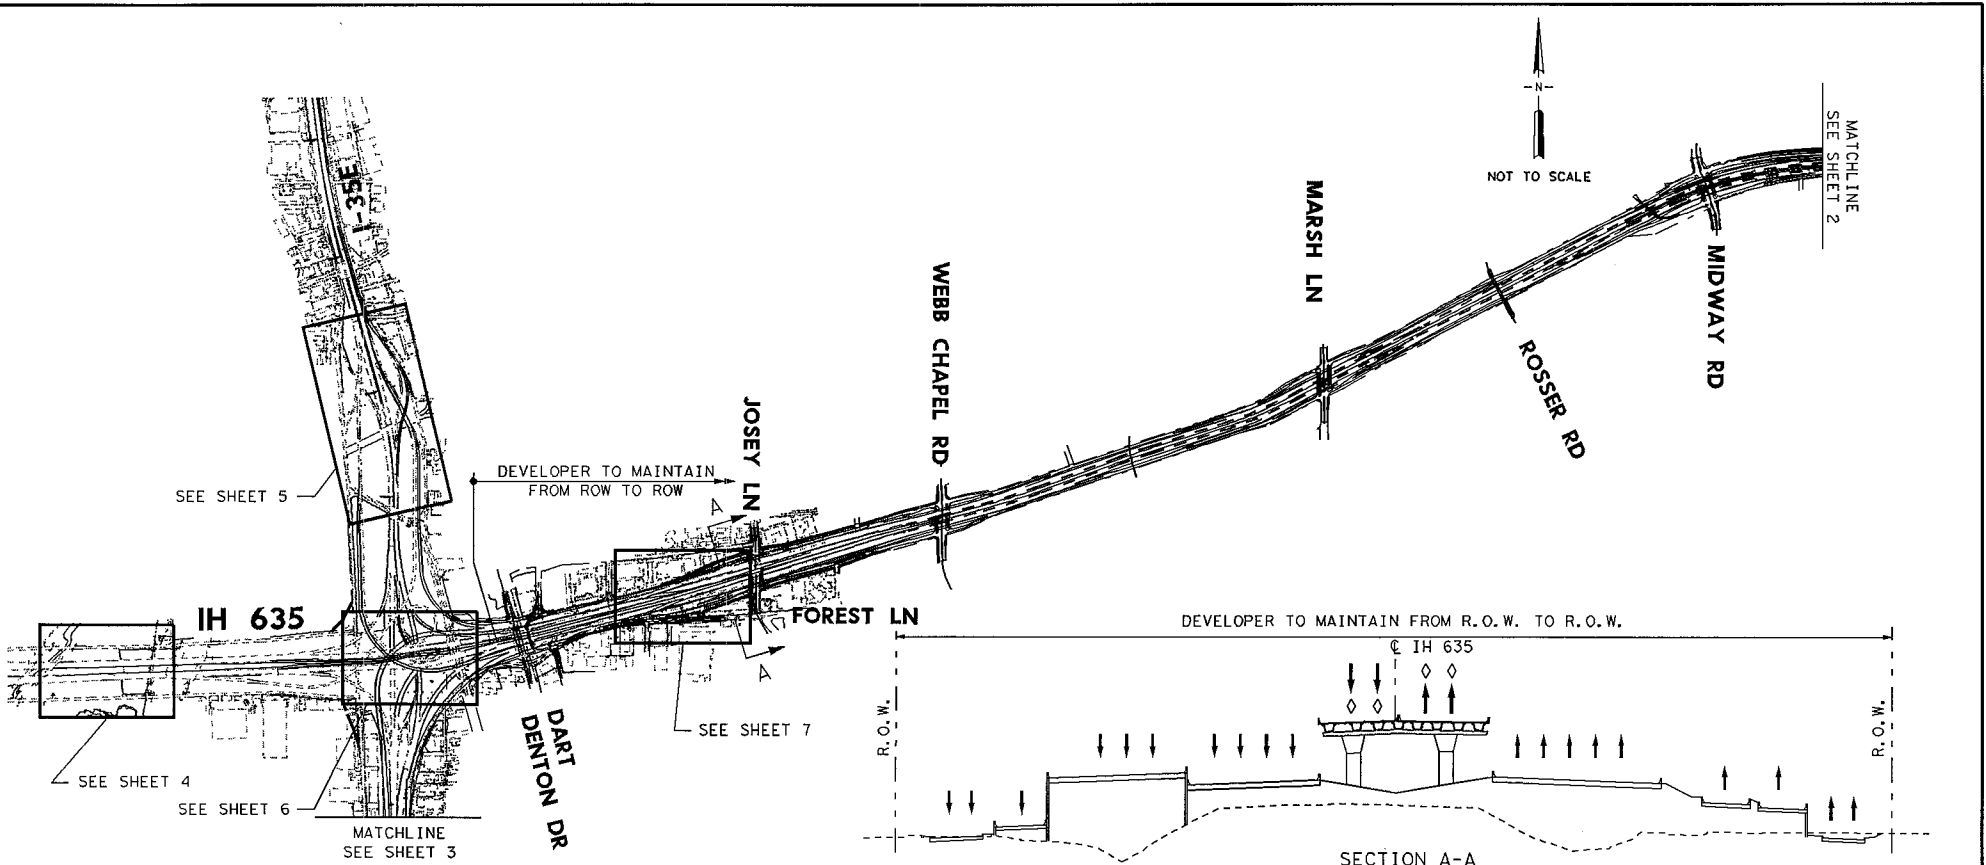 -N-
NOT TO SCALE
MATCHLINE
SEE SHEET 2
I-35E
MARSH LN
MIDWAY RD
WEBB CHAPEL RD
ROSSER RD
JOSEY LN
DEVELOPER TO MAINTAIN
FROM ROW TO ROW
SEE SHEET 5
A
IH 635
FOREST LN
A
DART
DENTON DR
SEE SHEET 7
SEE SHEET 4
SEE SHEET 6
MATCHLINE
SEE SHEET 3
DEVELOPER TO MAINTAIN FROM R.O.W. TO R.O.W.
℄ IH 635
R.O.W.
R.O.W.
SECTION A-A